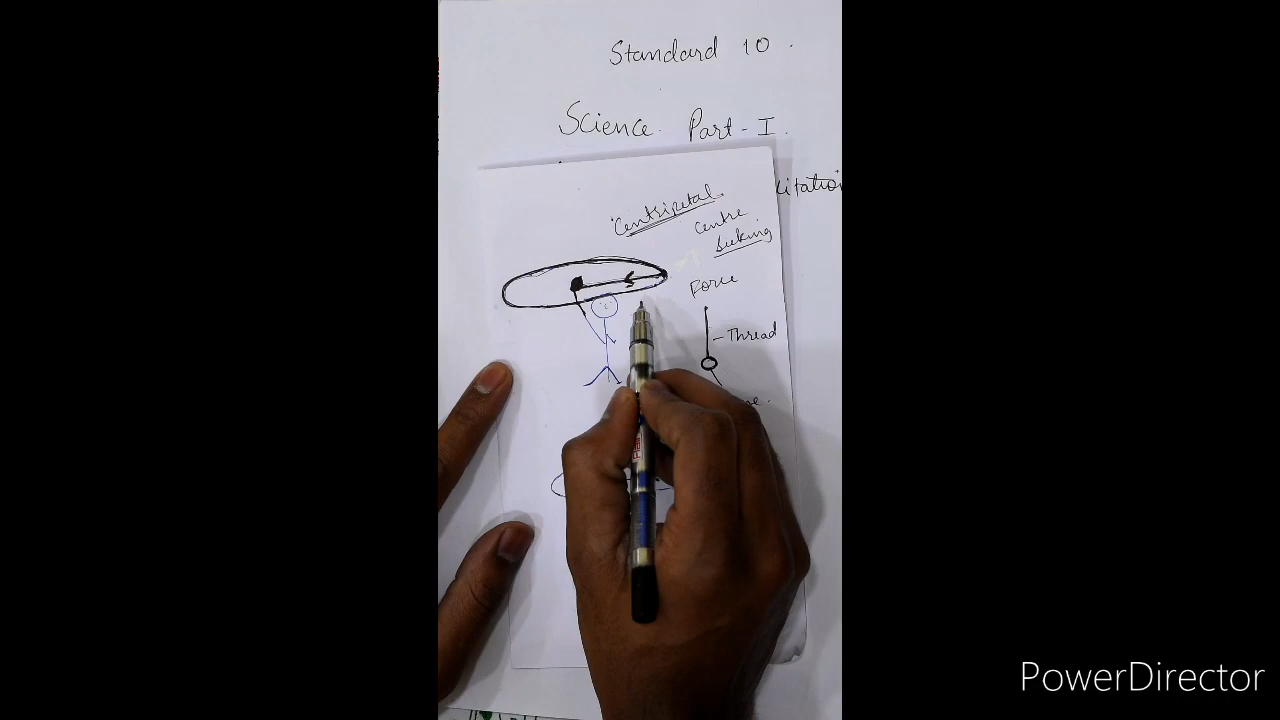 Standard 10.
Science. Part-I.
Centripetal
Centre
seeking
Force
Thread
PowerDirector